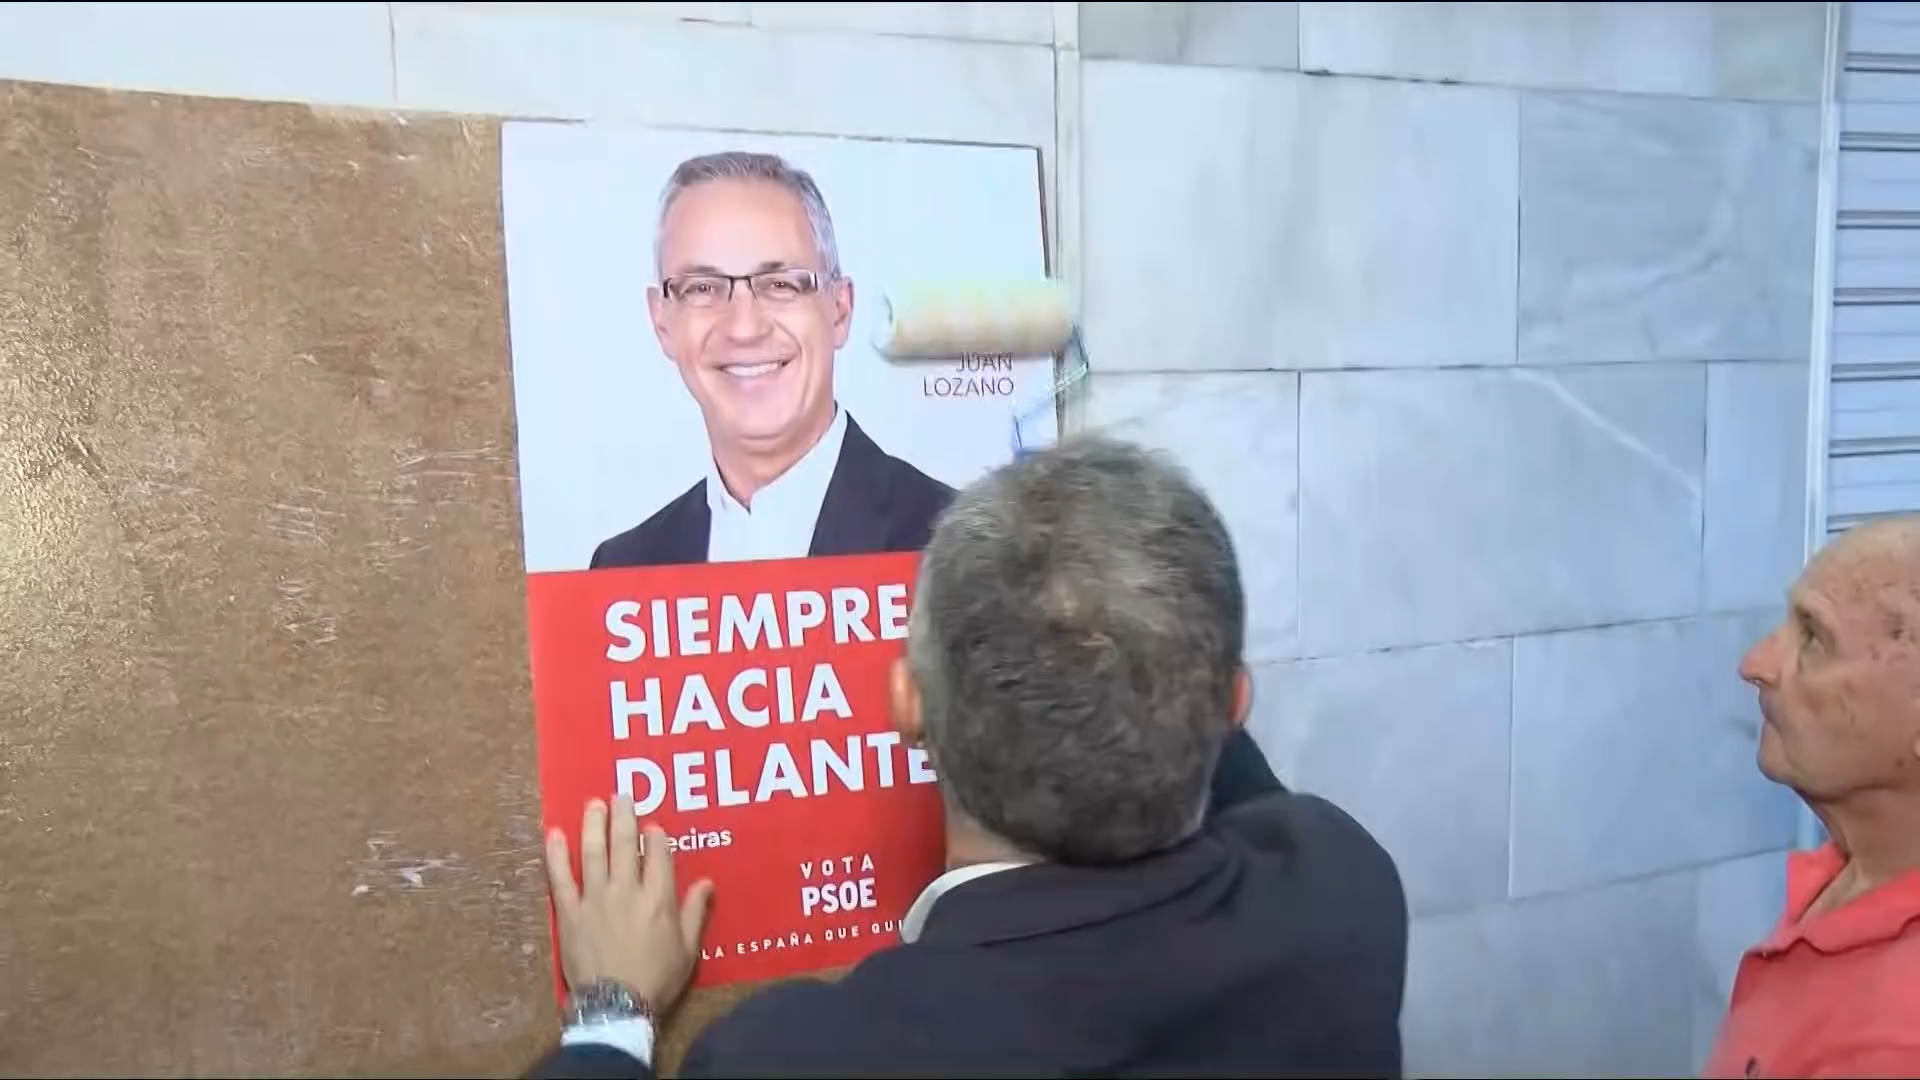 JUAN
LOZANO
SIEMPRE
HACIA
DELANTE
VOTA
PSOE
LA ESPAÑA QUE